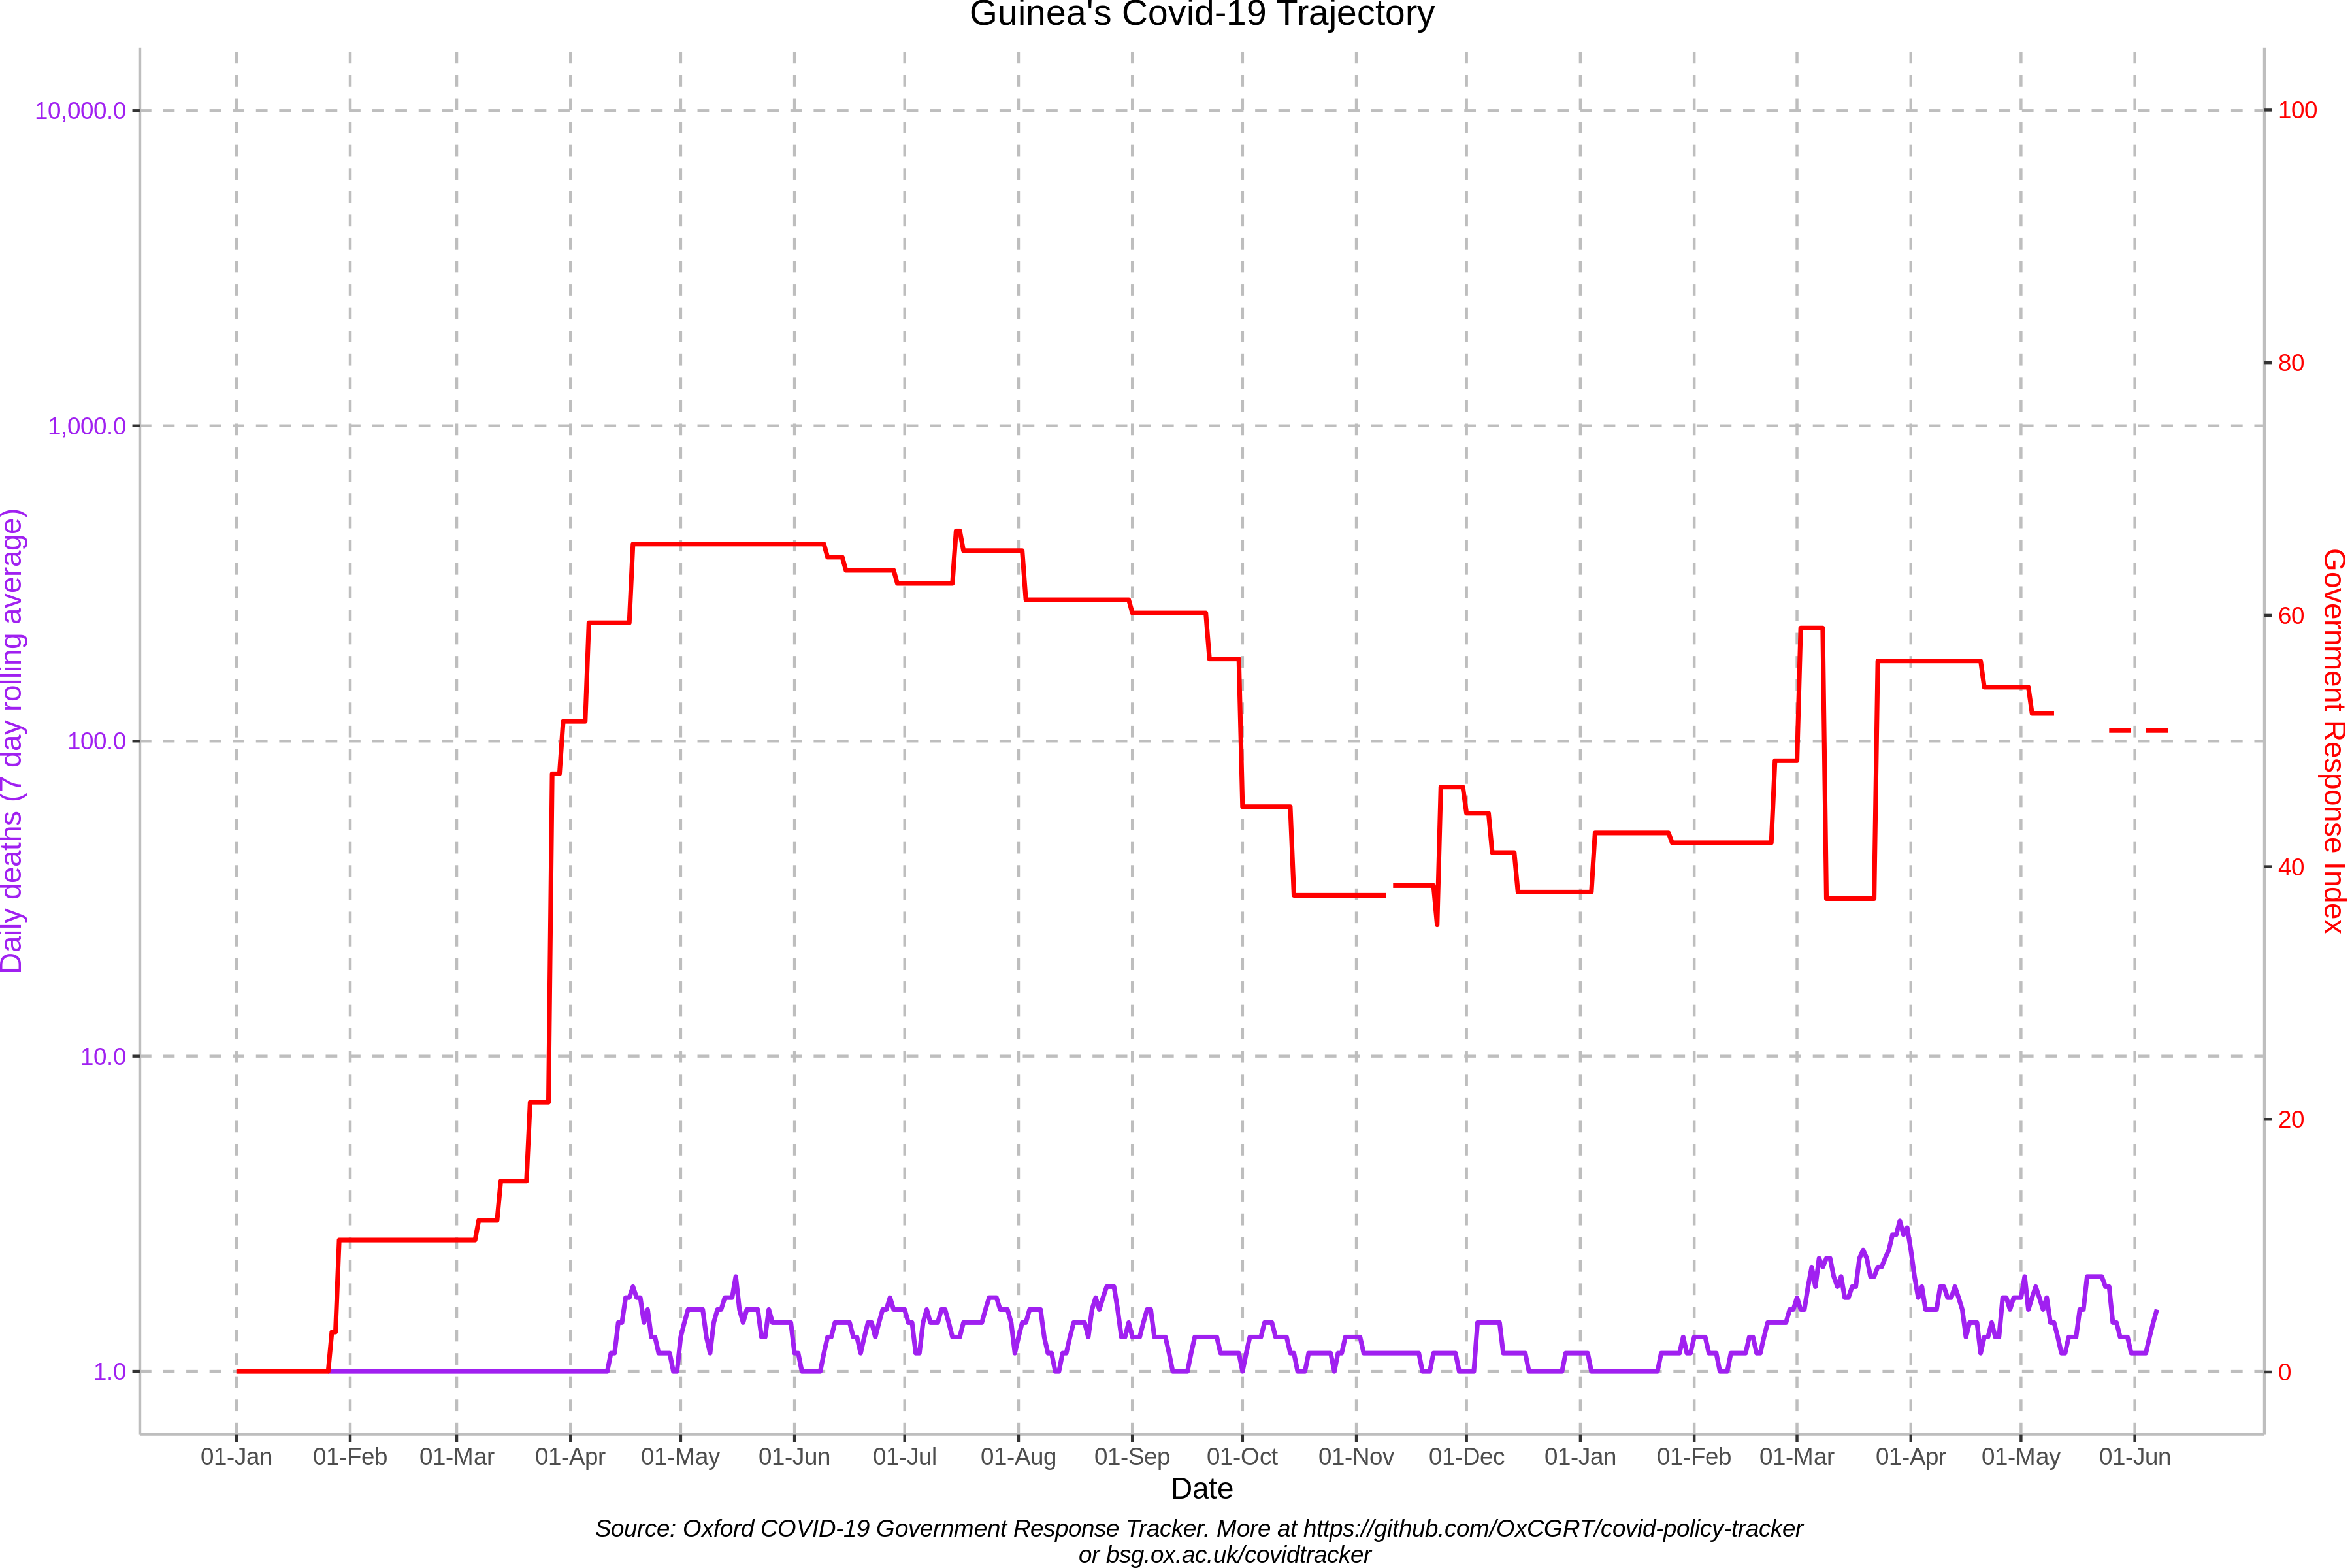 Guinea's Covid-19 Trajectory
10,000.0
1,000.0
100.0
10.0
1.0
Daily deaths (7 day rolling average)
100
80
60
40
20
0
Government Response Index
01-Jan 01-Feb 01-Mar 01-Apr 01-May 01-Jun 01-Jul 01-Aug 01-Sep 01-Oct 01-Nov 01-Dec 01-Jan 01-Feb 01-Mar 01-Apr 01-May 01-Jun
Date
Source: Oxford COVID-19 Government Response Tracker. More at https://github.com/OxCGRT/covid-policy-tracker
or bsg.ox.ac.uk/covidtracker